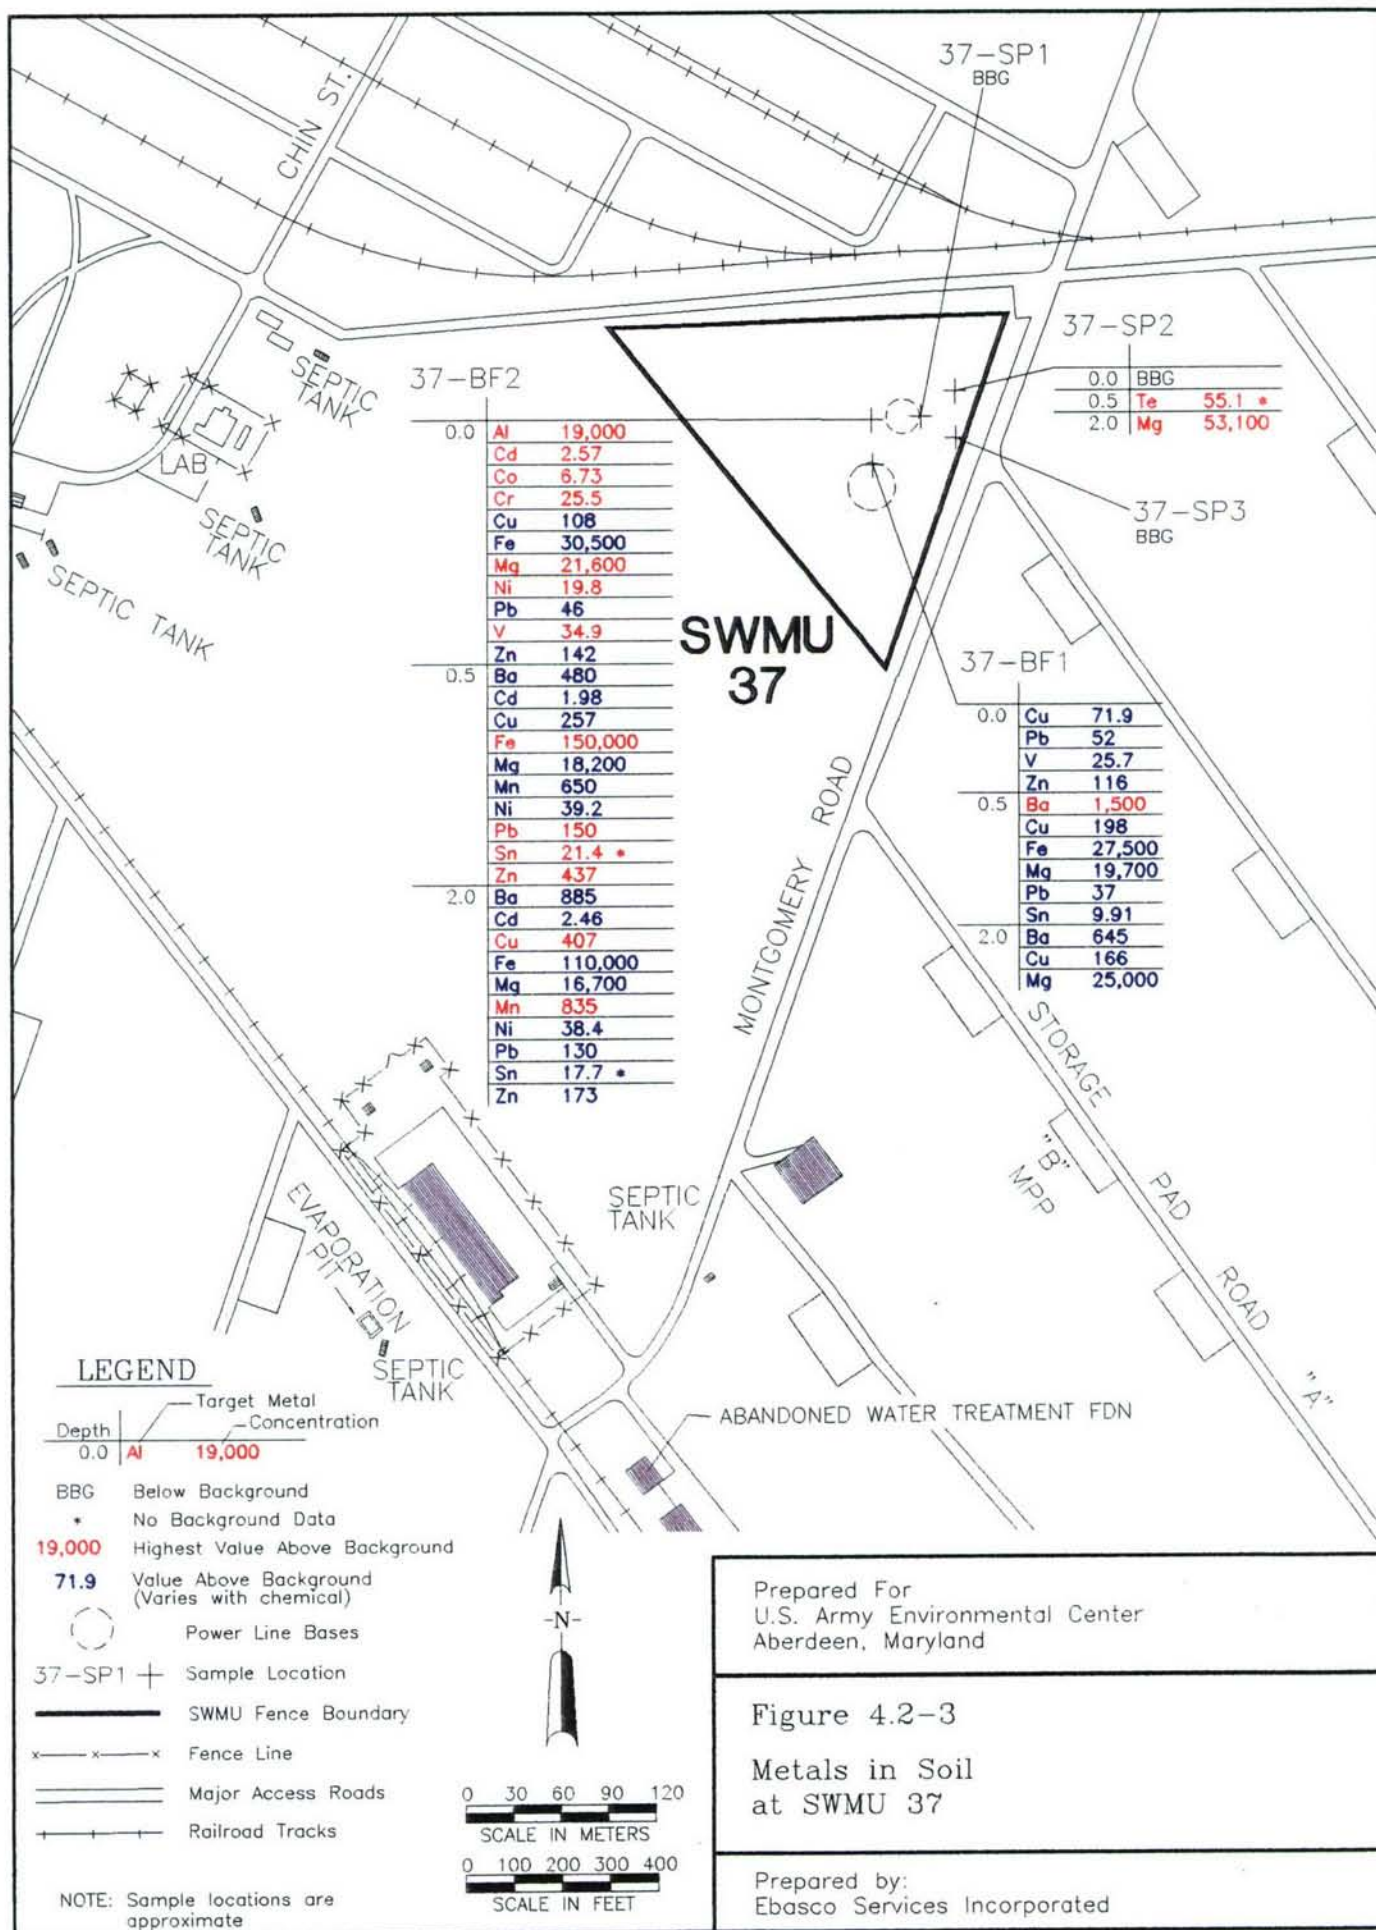 37-SP1
BBG
CHIN ST.
37-SP2
0.0 BBG
0.5 Te 55.1 *
2.0 Mg 53,100
37-SP3
BBG
SEPTIC
TANK
LAB
SEPTIC
TANK
SEPTIC TANK
37-BF2
0.0 Al 19,000
Cd 2.57
Co 6.73
Cr 25.5
Cu 108
Fe 30,500
Mg 21,600
Ni 19.8
Pb 46
V 34.9
Zn 142
0.5 Ba 480
Cd 1.98
Cu 257
Fe 150,000
Mg 18,200
Mn 650
Ni 39.2
Pb 150
Sn 21.4 *
Zn 437
2.0 Ba 885
Cd 2.46
Cu 407
Fe 110,000
Mg 16,700
Mn 835
Ni 38.4
Pb 130
Sn 17.7 *
Zn 173
SWMU
37
37-BF1
0.0 Cu 71.9
Pb 52
V 25.7
Zn 116
0.5 Ba 1,500
Cu 198
Fe 27,500
Mg 19,700
Pb 37
Sn 9.91
2.0 Ba 645
Cu 166
Mg 25,000
MONTGOMERY ROAD
STORAGE PAD ROAD "A"
"B"
MPP
SEPTIC
TANK
EVAPORATION
PIT
SEPTIC
TANK
ABANDONED WATER TREATMENT FDN
LEGEND
Target Metal
Depth Concentration
0.0 Al 19,000
BBG Below Background
* No Background Data
19,000 Highest Value Above Background
71.9 Value Above Background
(Varies with chemical)
Power Line Bases
37-SP1 Sample Location
SWMU Fence Boundary
x x x Fence Line
Major Access Roads
Railroad Tracks
NOTE: Sample locations are
approximate
-N-
0 30 60 90 120
SCALE IN METERS
0 100 200 300 400
SCALE IN FEET
Prepared For
U.S. Army Environmental Center
Aberdeen, Maryland
Figure 4.2-3
Metals in Soil
at SWMU 37
Prepared by:
Ebasco Services Incorporated